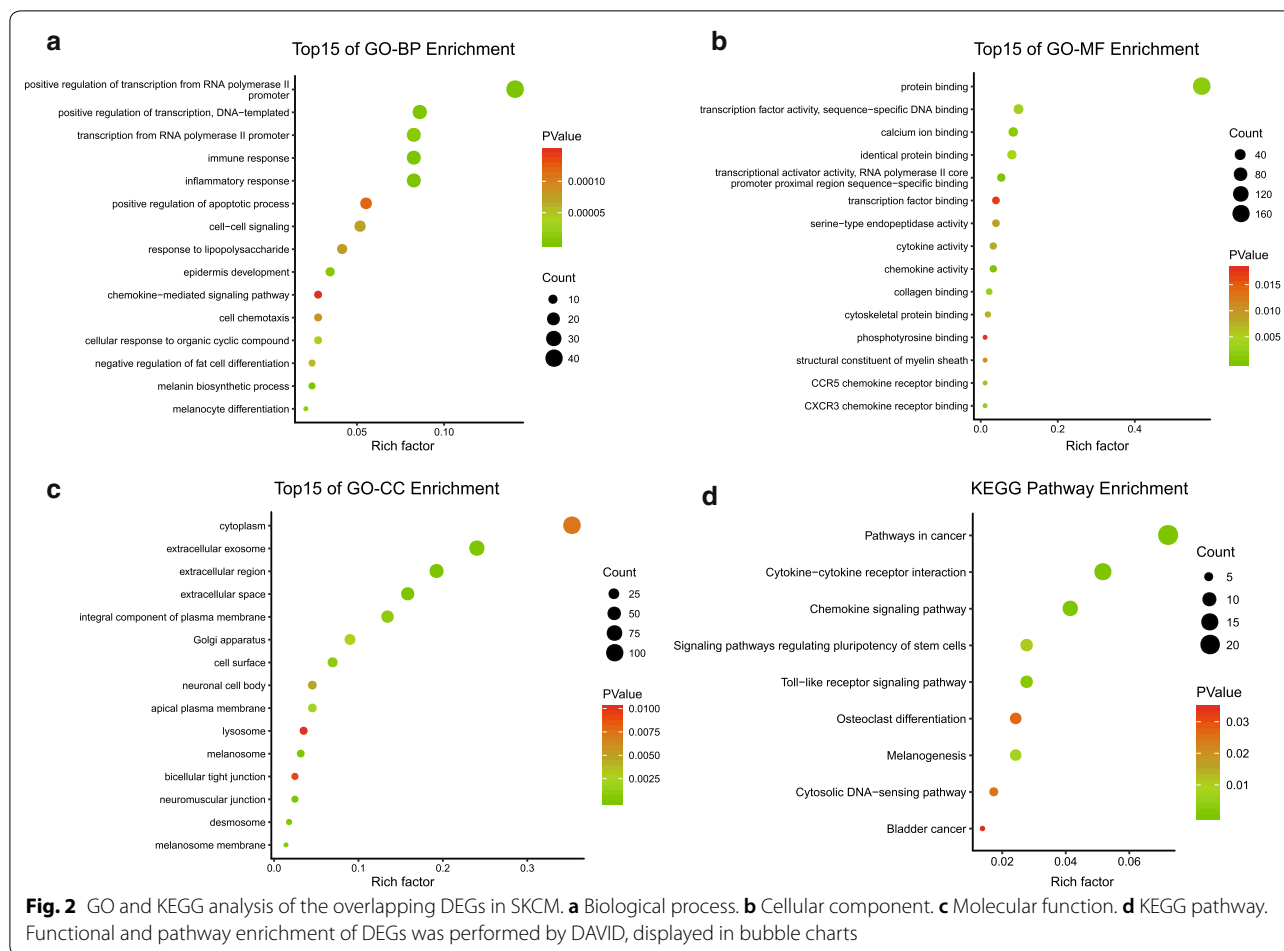 a
Top15 of GO-BP Enrichment
positive regulation of transcription from RNA polymerase II
promoter
positive regulation of transcription, DNA−templated
transcription from RNA polymerase II promoter
immune response
inflammatory response
positive regulation of apoptotic process
cell−cell signaling
response to lipopolysaccharide
epidermis development
chemokine−mediated signaling pathway
cell chemotaxis
cellular response to organic cyclic compound
negative regulation of fat cell differentiation
melanin biosynthetic process
melanocyte differentiation
0.05
0.10
Rich factor
PValue
0.00010
0.00005
Count
10
20
30
40
b
Top15 of GO-MF Enrichment
protein binding
transcription factor activity, sequence−specific DNA binding
calcium ion binding
identical protein binding
transcriptional activator activity, RNA polymerase II core
promoter proximal region sequence−specific binding
transcription factor binding
serine−type endopeptidase activity
cytokine activity
chemokine activity
collagen binding
cytoskeletal protein binding
phosphotyrosine binding
structural constituent of myelin sheath
CCR5 chemokine receptor binding
CXCR3 chemokine receptor binding
0.0
0.2
0.4
Rich factor
Count
40
80
120
160
PValue
0.015
0.010
0.005
c
Top15 of GO-CC Enrichment
cytoplasm
extracellular exosome
extracellular region
extracellular space
integral component of plasma membrane
Golgi apparatus
cell surface
neuronal cell body
apical plasma membrane
lysosome
melanosome
bicellular tight junction
neuromuscular junction
desmosome
melanosome membrane
0.0
0.1
0.2
0.3
Rich factor
Count
25
50
75
100
PValue
0.0100
0.0075
0.0050
0.0025
d
KEGG Pathway Enrichment
Pathways in cancer
Cytokine−cytokine receptor interaction
Chemokine signaling pathway
Signaling pathways regulating pluripotency of stem cells
Toll−like receptor signaling pathway
Osteoclast differentiation
Melanogenesis
Cytosolic DNA−sensing pathway
Bladder cancer
0.02
0.04
0.06
Rich factor
Count
5
10
15
20
PValue
0.03
0.02
0.01
Fig. 2 GO and KEGG analysis of the overlapping DEGs in SKCM. a Biological process. b Cellular component. c Molecular function. d KEGG pathway.
Functional and pathway enrichment of DEGs was performed by DAVID, displayed in bubble charts